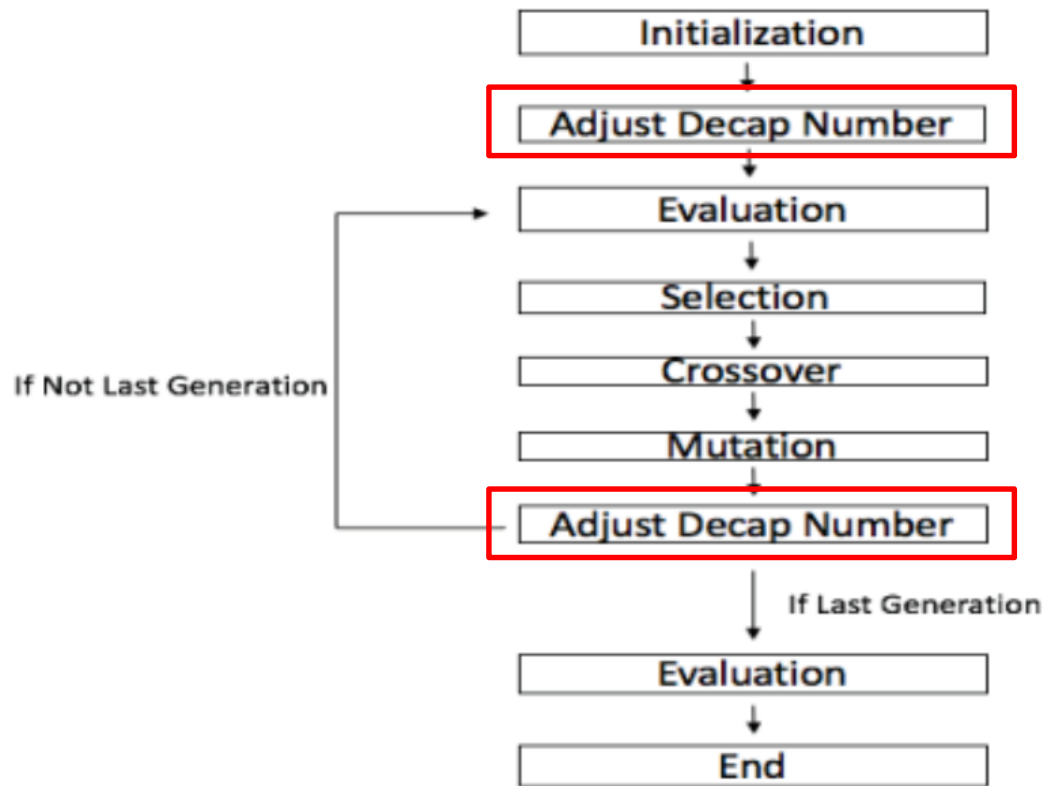 Initialization
Adjust Decap Number
Evaluation
Selection
Crossover
If Not Last Generation
Mutation
Adjust Decap Number
If Last Generation
Evaluation
End